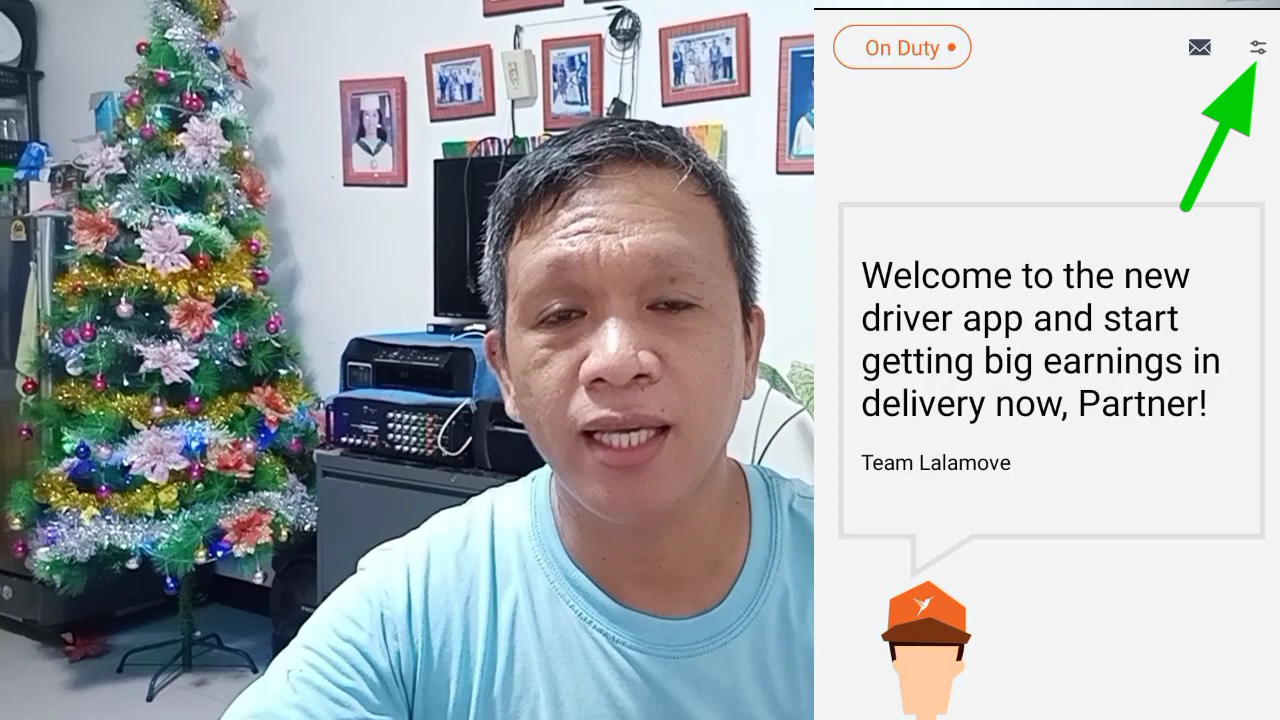 On Duty
Welcome to the new
driver app and start
getting big earnings in
delivery now, Partner!
Team Lalamove